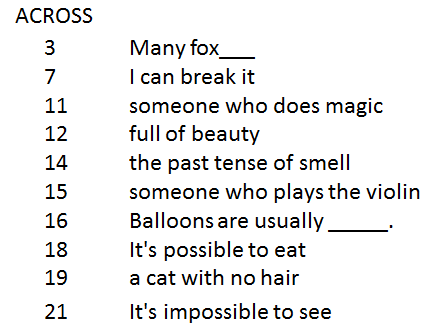 ACROSS
3 Many fox___
7 I can break it
11 someone who does magic
12 full of beauty
14 the past tense of smell
15 someone who plays the violin
16 Balloons are usually _____.
18 It's possible to eat
19 a cat with no hair
21 It's impossible to see